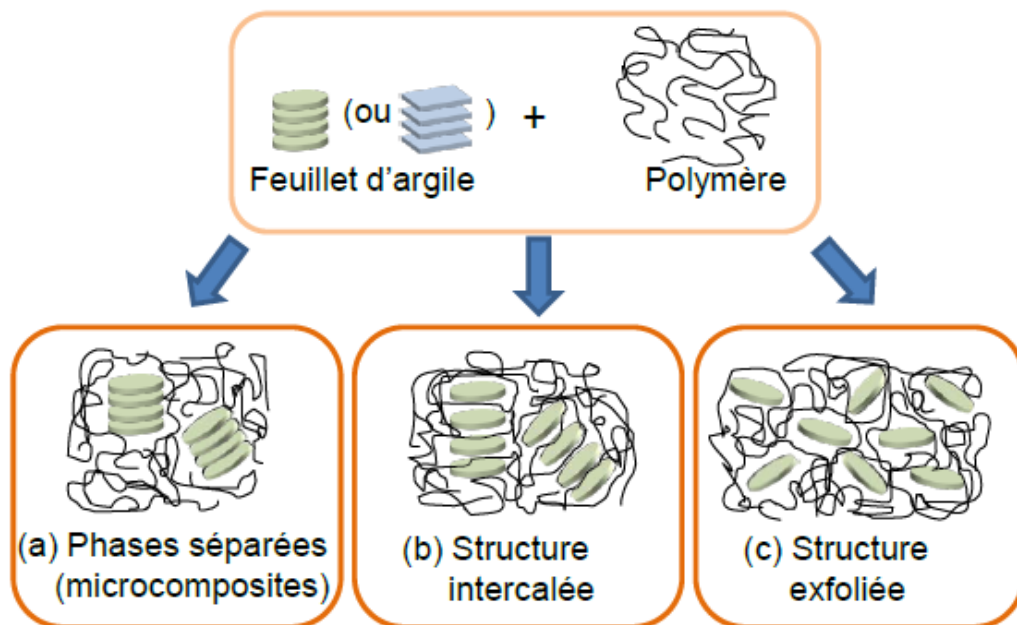 (ou ) +
Feuillet d'argile Polymère
(a) Phases séparées
(microcomposites)
(b) Structure
intercalée
(c) Structure
exfoliée